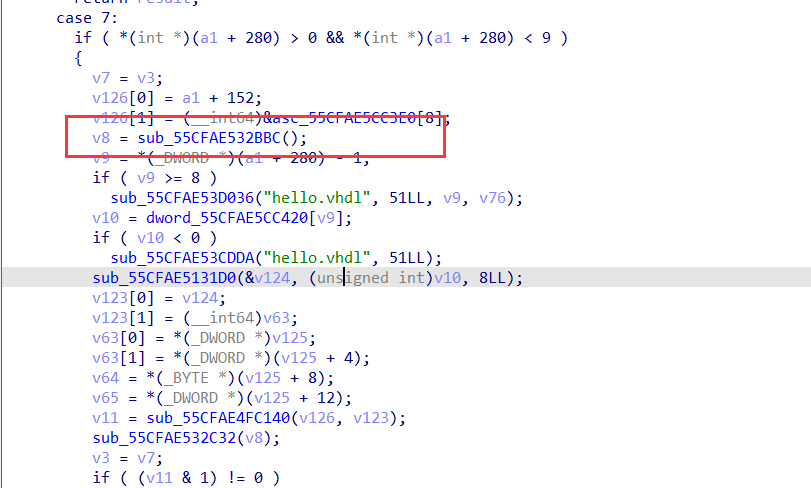 return result;
case 7:
if ( *(int *)(a1 + 280) > 0 && *(int *)(a1 + 280) < 9 )
{
v7 = v3;
v126[0] = a1 + 152;
v126[1] = (__int64)&asc_55CFAE5CC3E0[8];
v8 = sub_55CFAE532BBC();
v9 = *(_DWORD *)(a1 + 280) - 1;
if ( v9 >= 8 )
sub_55CFAE53D036("hello.vhdl", 51LL, v9, v76);
v10 = dword_55CFAE5CC420[v9];
if ( v10 < 0 )
sub_55CFAE53CDDA("hello.vhdl", 51LL);
sub_55CFAE5131D0(&v124, (unsigned int)v10, 8LL);
v123[0] = v124;
v123[1] = (__int64)v63;
v63[0] = *(_DWORD *)v125;
v63[1] = *(_DWORD *)(v125 + 4);
v64 = *(_BYTE *)(v125 + 8);
v65 = *(_DWORD *)(v125 + 12);
v11 = sub_55CFAE4FC140(v126, v123);
sub_55CFAE532C32(v8);
v3 = v7;
if ( (v11 & 1) != 0 )